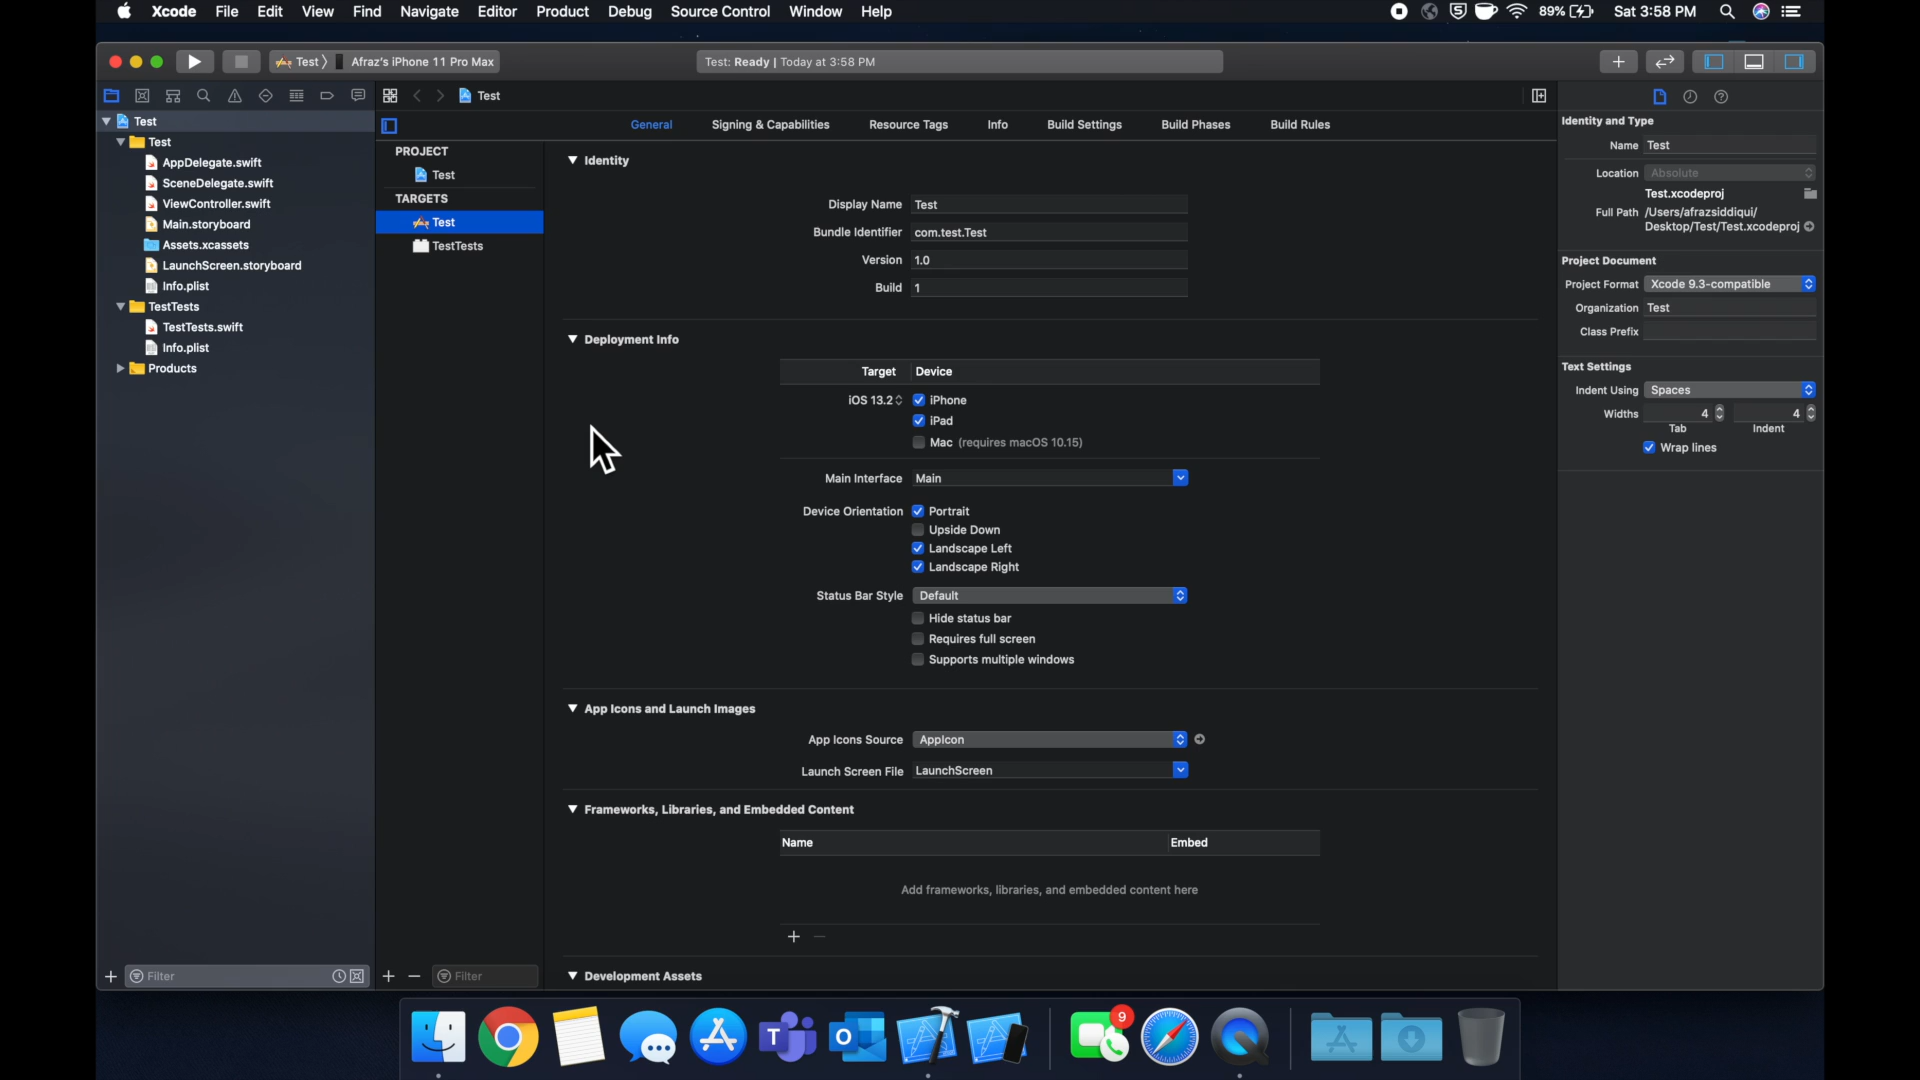 Xcode File Edit View Find Navigate Editor Product Debug Source Control Window Help
89% Sat 3:58 PM
Test 〉 Afraz's iPhone 11 Pro Max
Test: Ready | Today at 3:58 PM
Test
Test
Test
AppDelegate.swift
SceneDelegate.swift
ViewController.swift
Main.storyboard
Assets.xcassets
LaunchScreen.storyboard
Info.plist
TestTests
TestTests.swift
Info.plist
Products
Filter
PROJECT
Test
TARGETS
Test
TestTests
Filter
General Signing & Capabilities Resource Tags Info Build Settings Build Phases Build Rules
Identity
Display Name Test
Bundle Identifier com.test.Test
Version 1.0
Build 1
Deployment Info
Target Device
iOS 13.2 iPhone
iPad
Mac (requires macOS 10.15)
Main Interface Main
Device Orientation Portrait
Upside Down
Landscape Left
Landscape Right
Status Bar Style Default
Hide status bar
Requires full screen
Supports multiple windows
App Icons and Launch Images
App Icons Source AppIcon
Launch Screen File LaunchScreen
Frameworks, Libraries, and Embedded Content
Name Embed
Add frameworks, libraries, and embedded content here
Development Assets
Identity and Type
Name Test
Location Absolute
Test.xcodeproj
Full Path /Users/afrazsiddiqui/
Desktop/Test/Test.xcodeproj
Project Document
Project Format Xcode 9.3-compatible
Organization Test
Class Prefix
Text Settings
Indent Using Spaces
Widths 4 4
Tab Indent
Wrap lines
9